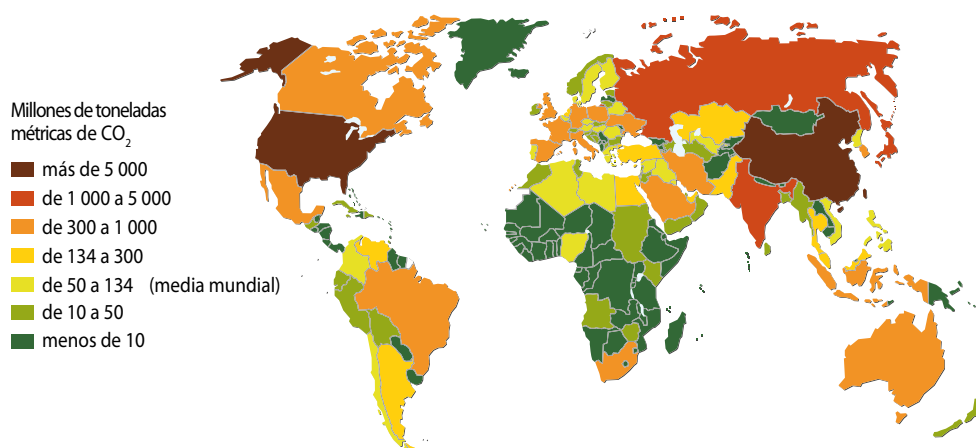 Millones de toneladas
métricas de CO₂
más de 5 000
de 1 000 a 5 000
de 300 a 1 000
de 134 a 300
de 50 a 134 (media mundial)
de 10 a 50
menos de 10